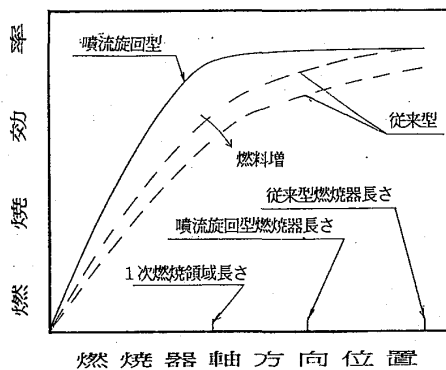 燃焼効率
噴流旋回型
従来型
燃料増
従来型燃焼器長さ
噴流旋回型燃焼器長さ
1次燃焼領域長さ
燃焼器軸方向位置